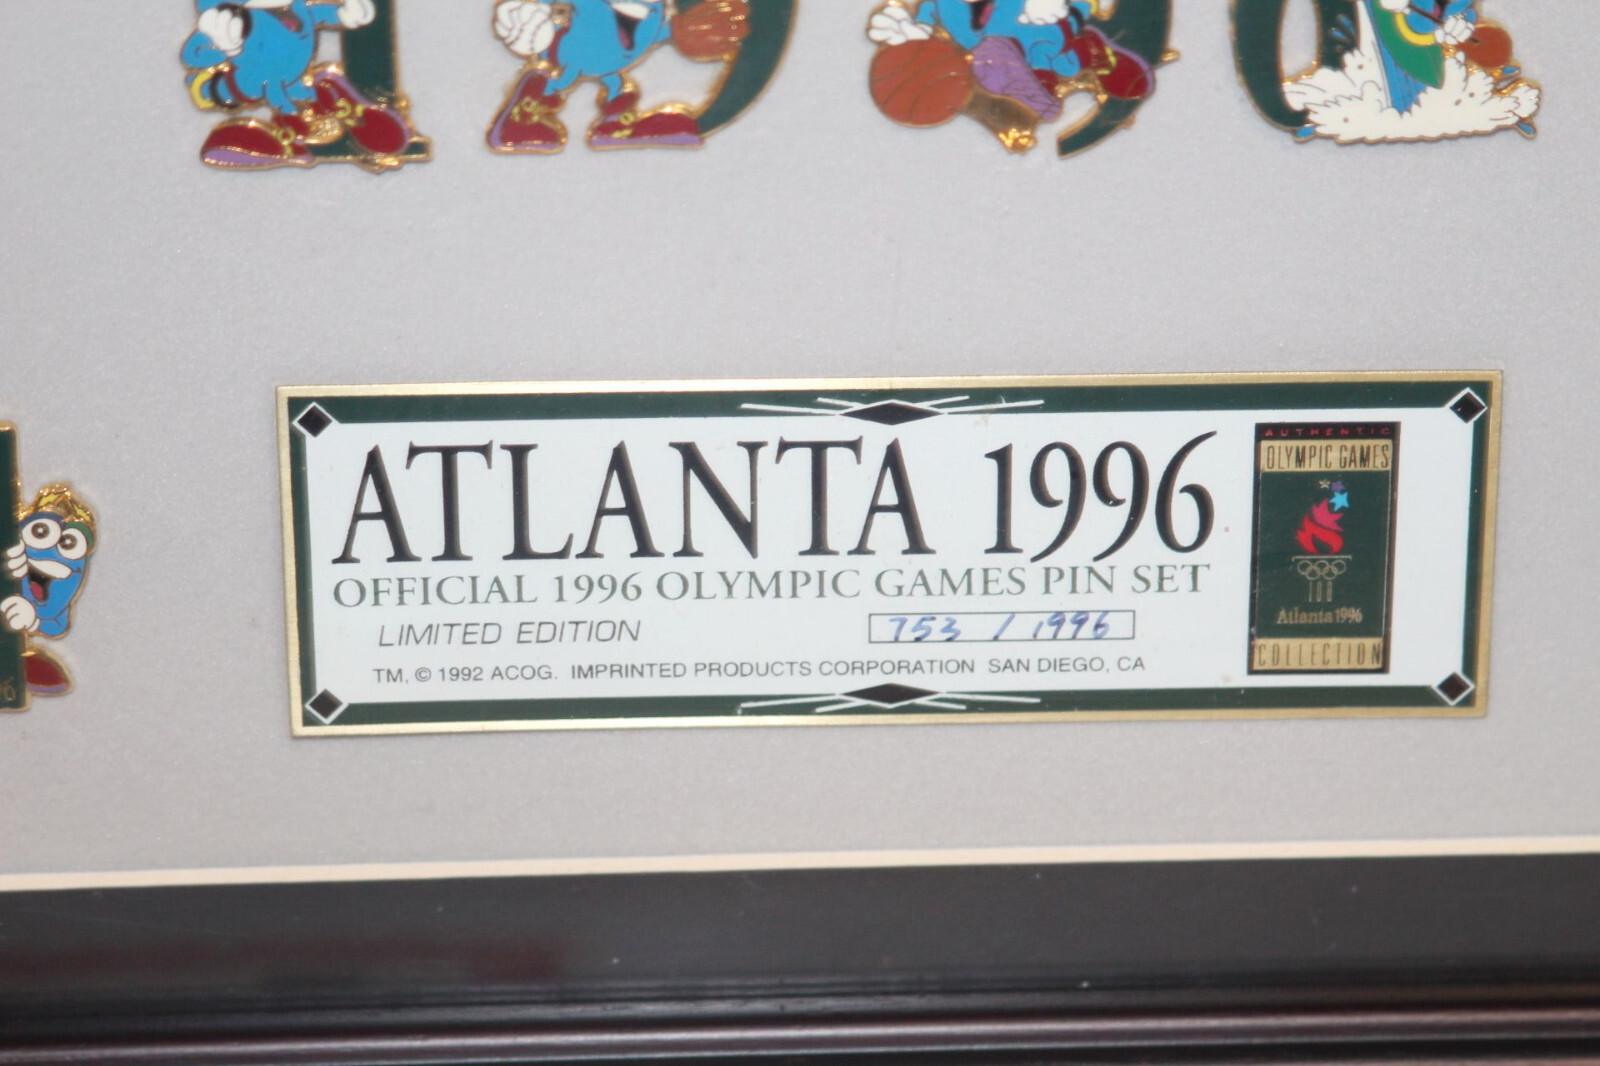 ATLANTA 1996
OFFICIAL 1996 OLYMPIC GAMES PIN SET
LIMITED EDITION
753 / 1996
TM, © 1992 ACOG. IMPRINTED PRODUCTS CORPORATION SAN DIEGO, CA
AUTHENTIC
OLYMPIC GAMES
Atlanta 1996
COLLECTION